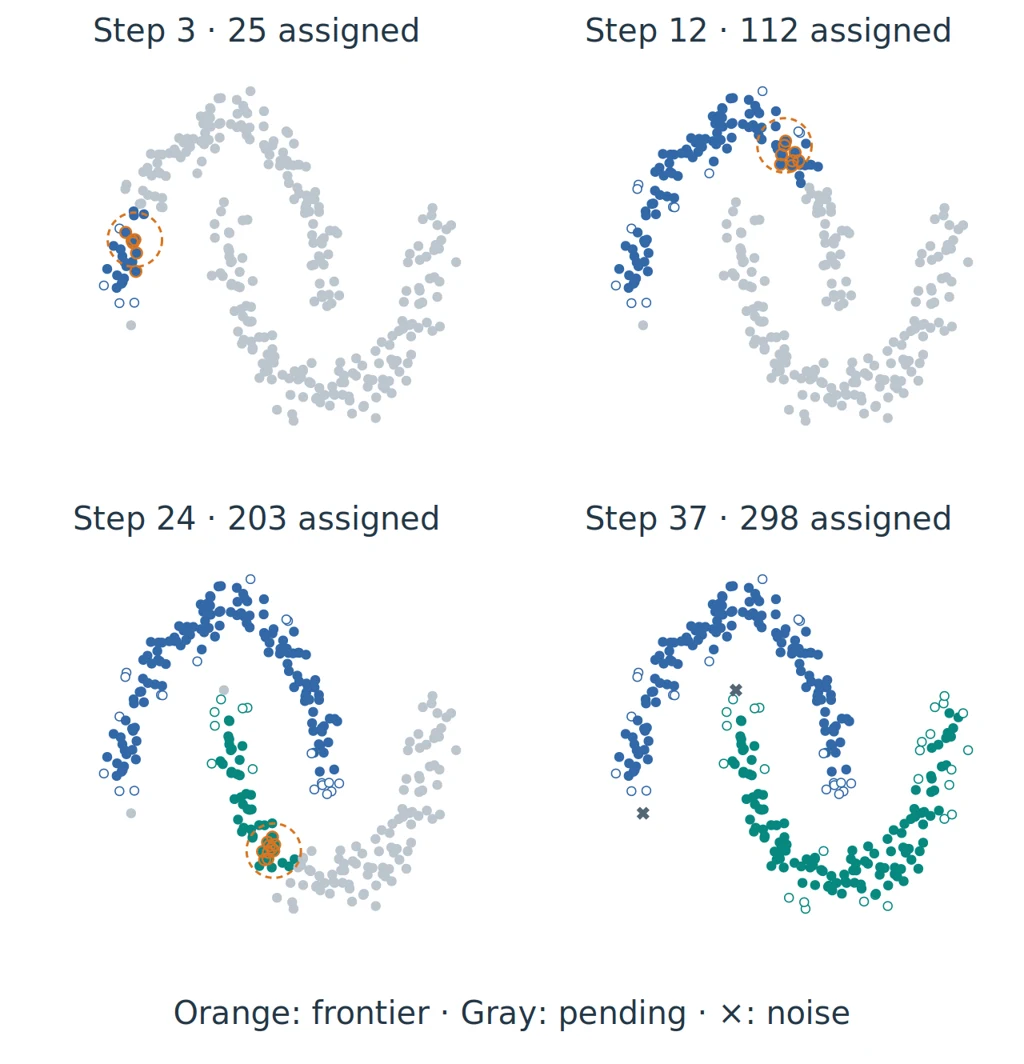 Step 3 · 25 assigned
Step 12 · 112 assigned
Step 24 · 203 assigned
Step 37 · 298 assigned
Orange: frontier · Gray: pending · ×: noise